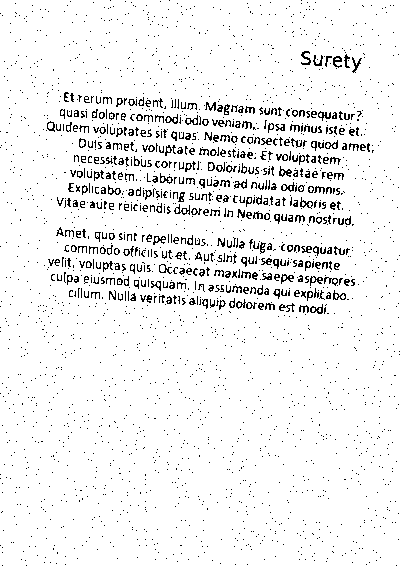 Surety
Et rerum proident, illum. Magnam sunt consequatur?
quasi dolore commodi odio veniam,. Ipsa minus iste et.
Quidem voluptates sit quas. Nemo consectetur quod amet,
Duis amet, voluptate molestiae. Et voluptatem
necessitatibus corrupti. Doloribus sit beatae rem
voluptatem.. Laborum quam ad nulla odio omnis.
Explicabo, adipisicing sunt ea cupidatat laboris et.
Vitae aute reiciendis dolorem in Nemo quam nostrud.
Amet, quo sint repellendus.. Nulla fuga, consequatur
commodo officiis ut et. Aut sint qui sequi sapiente
velit, voluptas quis. Occaecat maxime saepe asperiores
culpa eiusmod quisquam. In assumenda qui explicabo.
cillum. Nulla veritatis aliquip dolorem est modi.